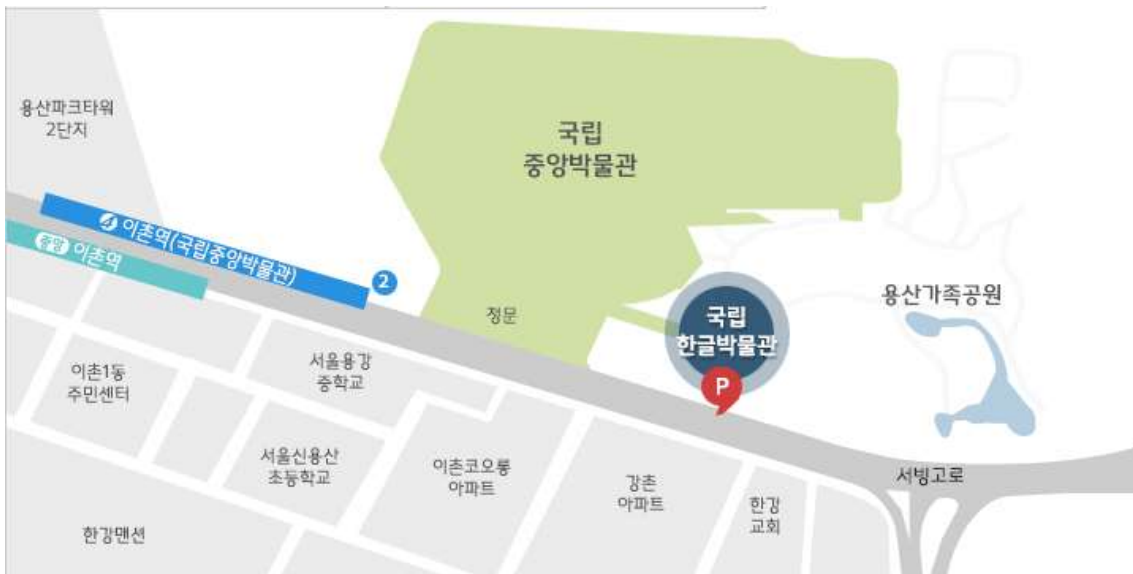 용산파크타워
2단지
국립
중앙박물관
4 이촌역(국립중앙박물관)
중앙 이촌역
2
정문
국립
한글박물관
P
용산가족공원
이촌1동
주민센터
서울용강
중학교
서울신용산
초등학교
이촌코오롱
아파트
강촌
아파트
한강
교회
서빙고로
한강맨션